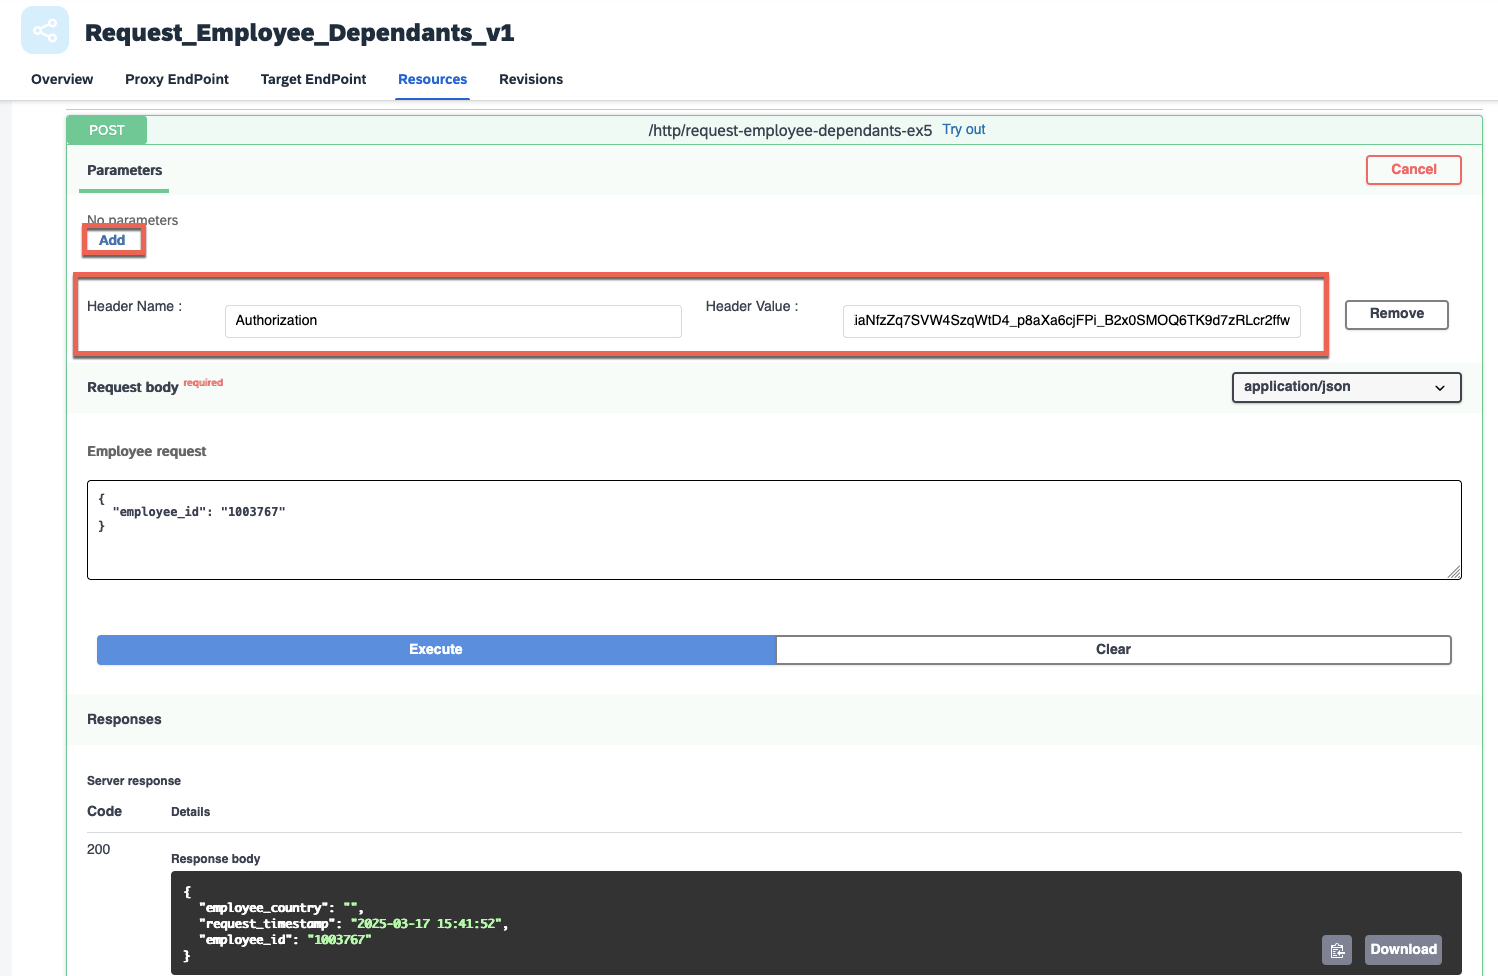 Request_Employee_Dependants_v1
Overview Proxy EndPoint Target EndPoint Resources Revisions
POST /http/request-employee-dependants-ex5 Try out
Parameters Cancel
No parameters
Add
Header Name : Authorization Header Value : iaNfzZq7SVW4SzqWtD4_p8aXa6cjFPi_B2x0SMOQ6TK9d7zRLcr2ffw Remove
Request body required application/json
Employee request
{
"employee_id": "1003767"
}
Execute Clear
Responses
Server response
Code Details
200
Response body
{
"employee_country": "",
"request_timestamp": "2025-03-17 15:41:52",
"employee_id": "1003767"
}
Download